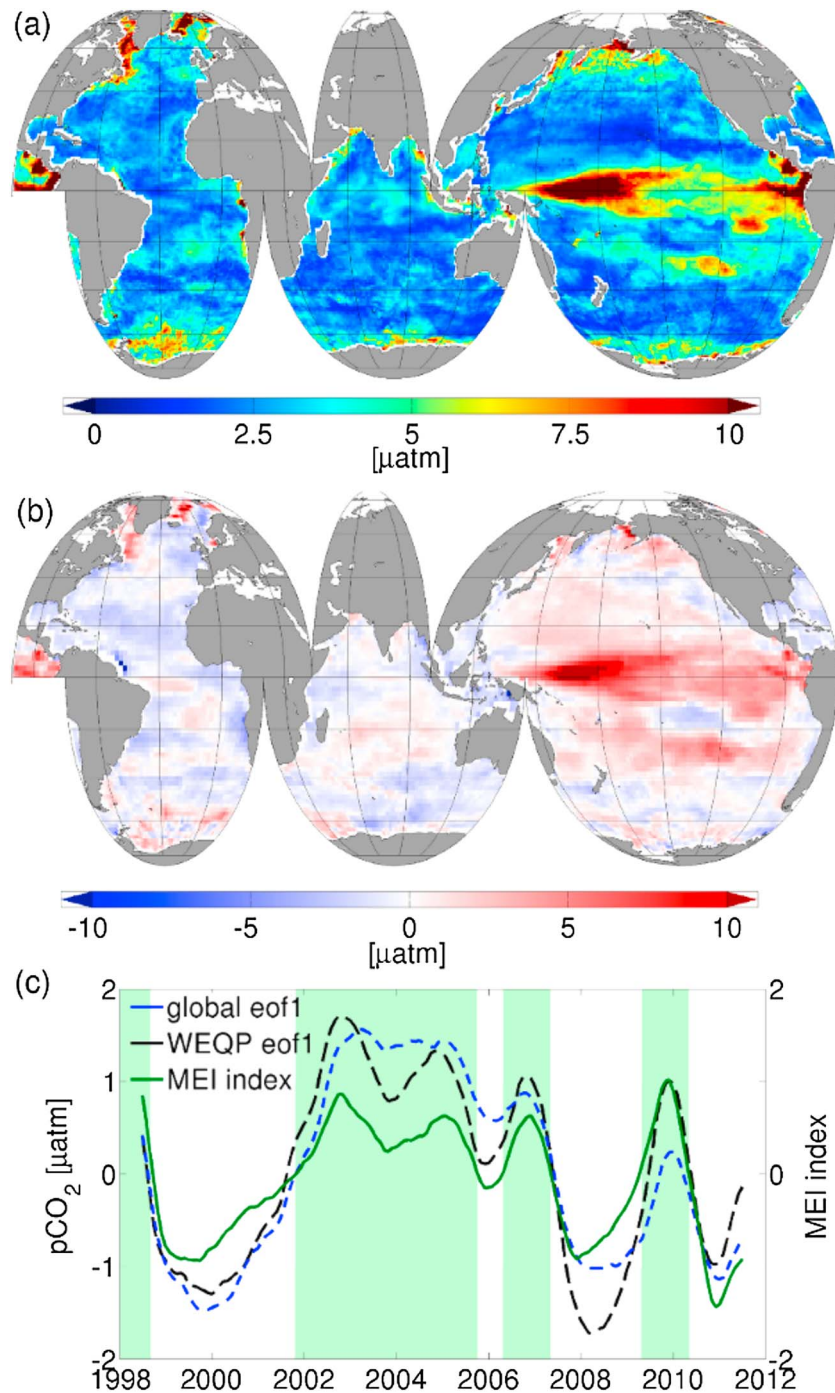 (a)
0 2.5 5 7.5 10
[µatm]
(b)
-10 -5 0 5 10
[µatm]
(c)
2 2
global eof1
WEQP eof1
MEI index
1 1
0 0
-1 -1
-2 -2
pCO₂ [µatm]
MEI index
1998 2000 2002 2004 2006 2008 2010 2012